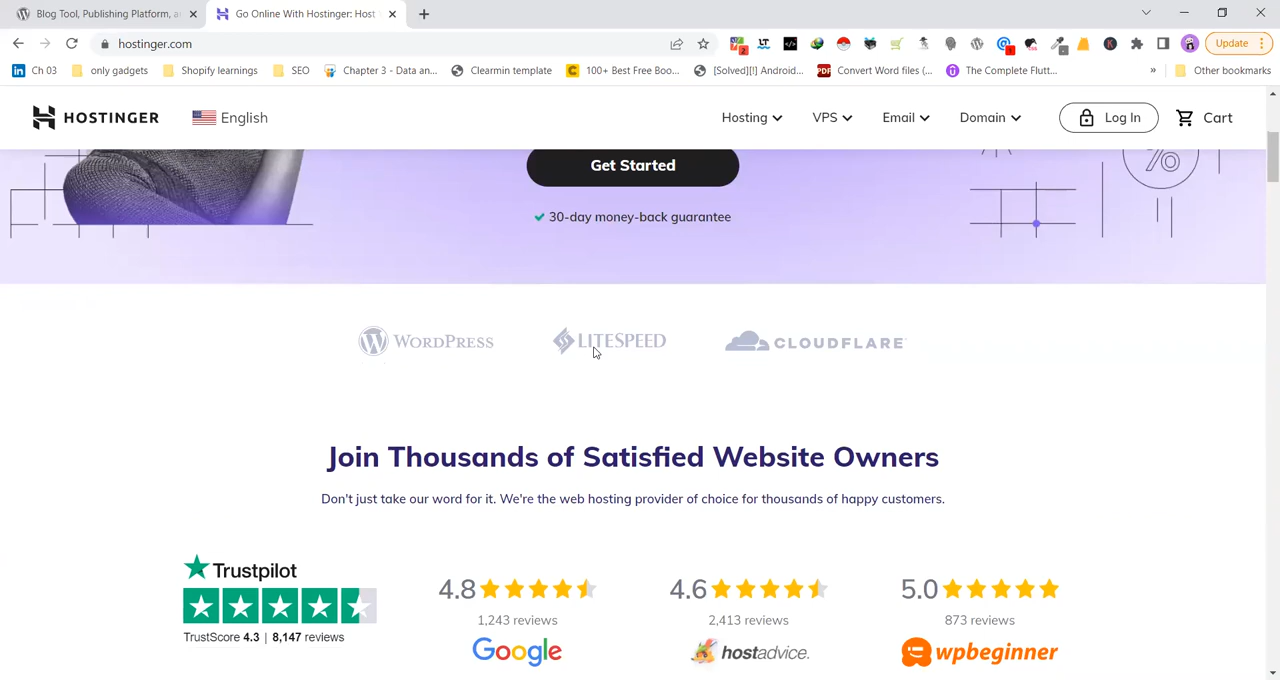 Blog Tool, Publishing Platform, a
Go Online With Hostinger: Host
hostinger.com
Update
Ch 03
only gadgets
Shopify learnings
SEO
Chapter 3 - Data an...
Clearmin template
100+ Best Free Boo...
[Solved][!] Android...
Convert Word files (...
The Complete Flutt...
»
Other bookmarks
HOSTINGER
English
Hosting
VPS
Email
Domain
Log In
Cart
Get Started
30-day money-back guarantee
WORDPRESS
LITESPEED
CLOUDFLARE
Join Thousands of Satisfied Website Owners
Don't just take our word for it. We're the web hosting provider of choice for thousands of happy customers.
Trustpilot
TrustScore 4.3 | 8,147 reviews
4.8
1,243 reviews
Google
4.6
2,413 reviews
hostadvice.
5.0
873 reviews
wpbeginner